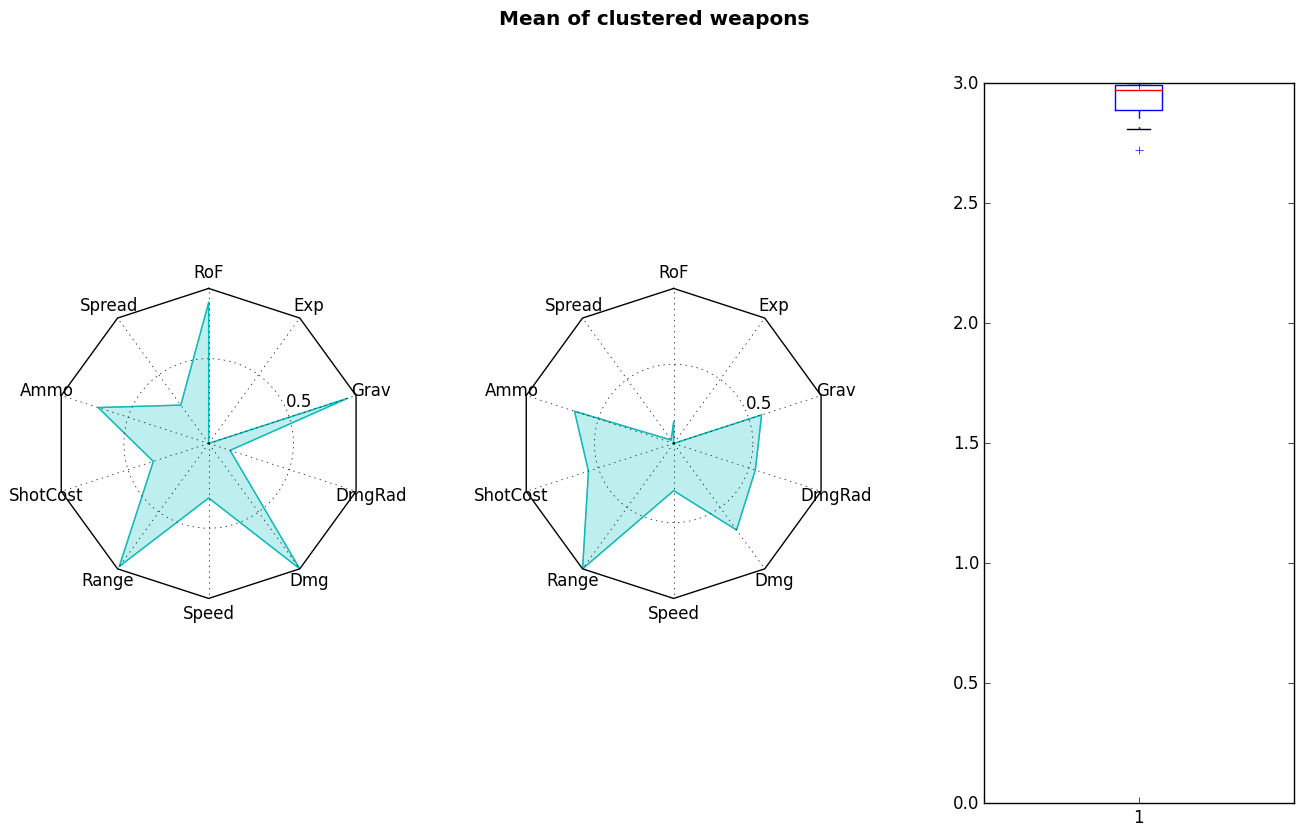 Mean of clustered weapons
RoF
Exp
Spread
Grav
Ammo
0.5
ShotCost
DmgRad
Range
Dmg
Speed
RoF
Exp
Spread
Grav
Ammo
0.5
ShotCost
DmgRad
Range
Dmg
Speed
3.0
2.5
2.0
1.5
1.0
0.5
0.0
1